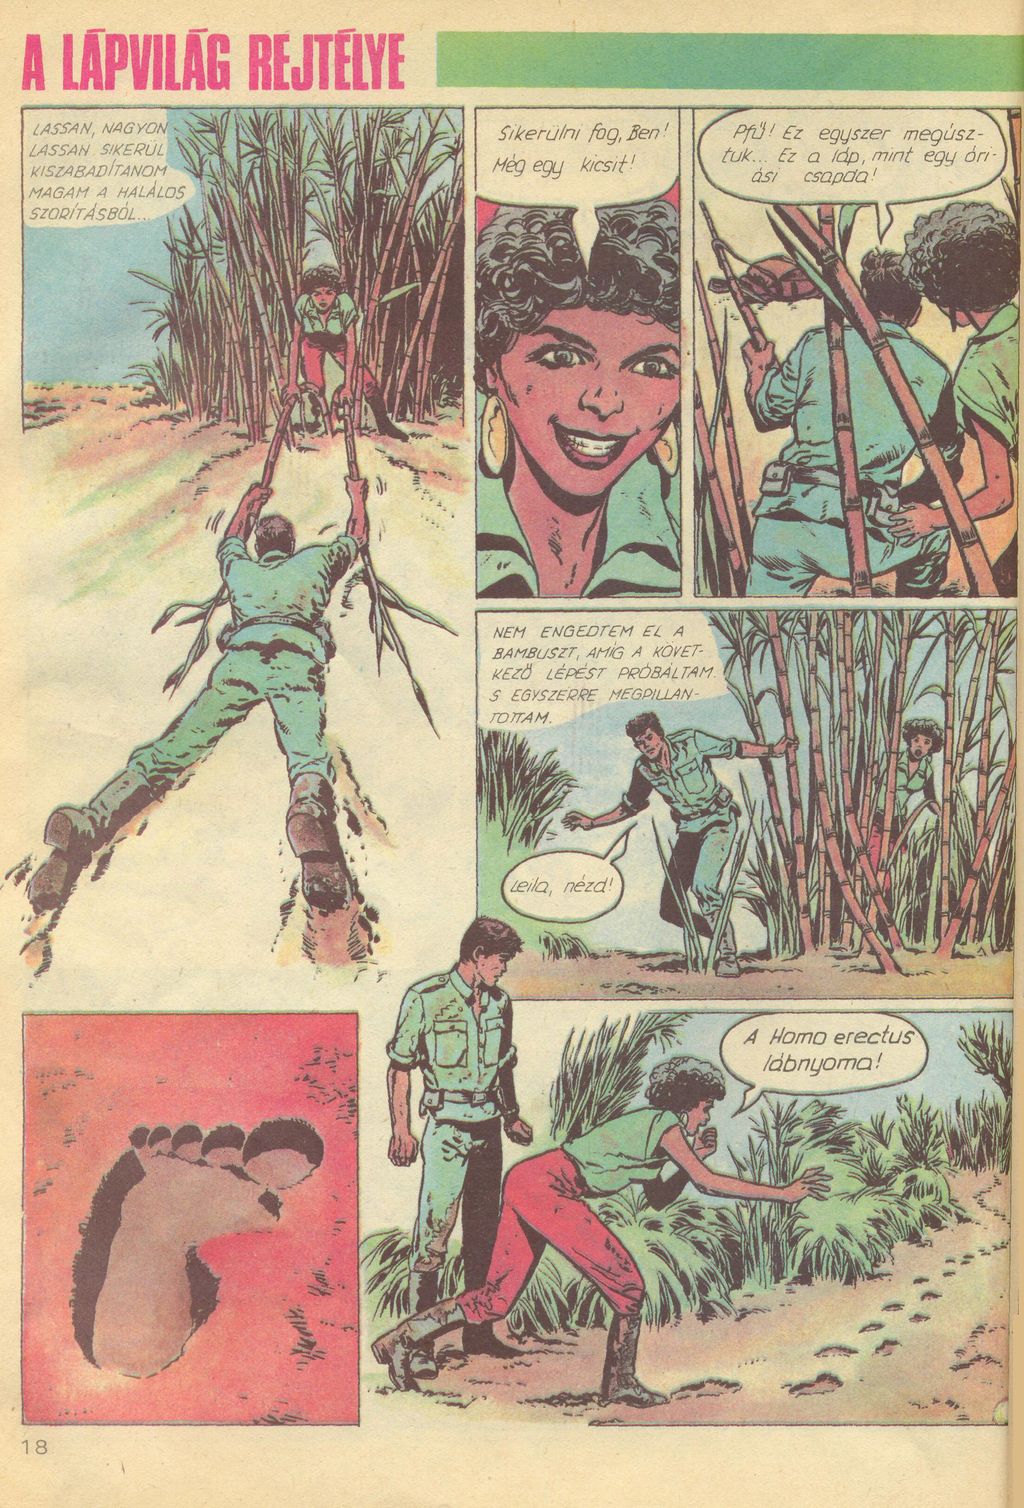 A LÁPVILÁG REJTÉLYE
LASSAN, NAGYON
LASSAN SIKERÜL
KISZABADÍTANOM
MAGAM A HALÁLOS
SZORÍTÁSBÓL...
Sikerülni fog, Ben!
Még egy kicsit!
Pfű! Ez egyszer megúsz-
tuk... Ez a láp, mint egy óri-
ási csapda!
NEM ENGEDTEM EL A
BAMBUSZT, AMÍG A KÖVET-
KEZŐ LÉPÉST PRÓBÁLTAM.
S EGYSZERRE MEGPILLAN-
TOTTAM.
Leila, nézd!
A Homo erectus
lábnyoma!
18